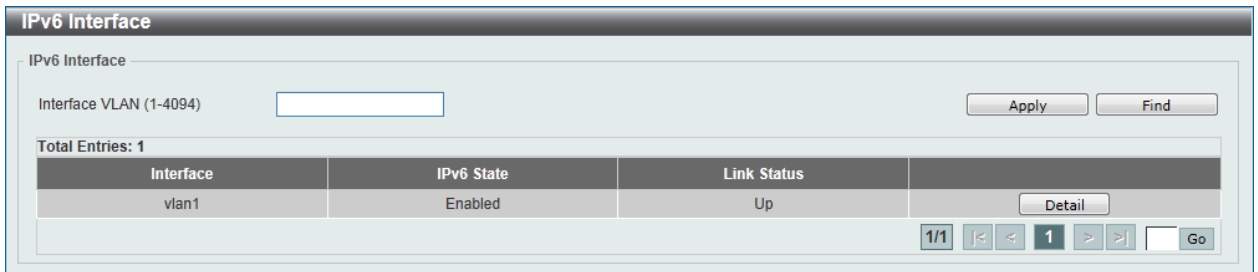 IPv6 Interface
IPv6 Interface
Interface VLAN (1-4094) Apply Find
Total Entries: 1
Interface IPv6 State Link Status
vlan1 Enabled Up Detail
1/1 |< < 1 > >| Go